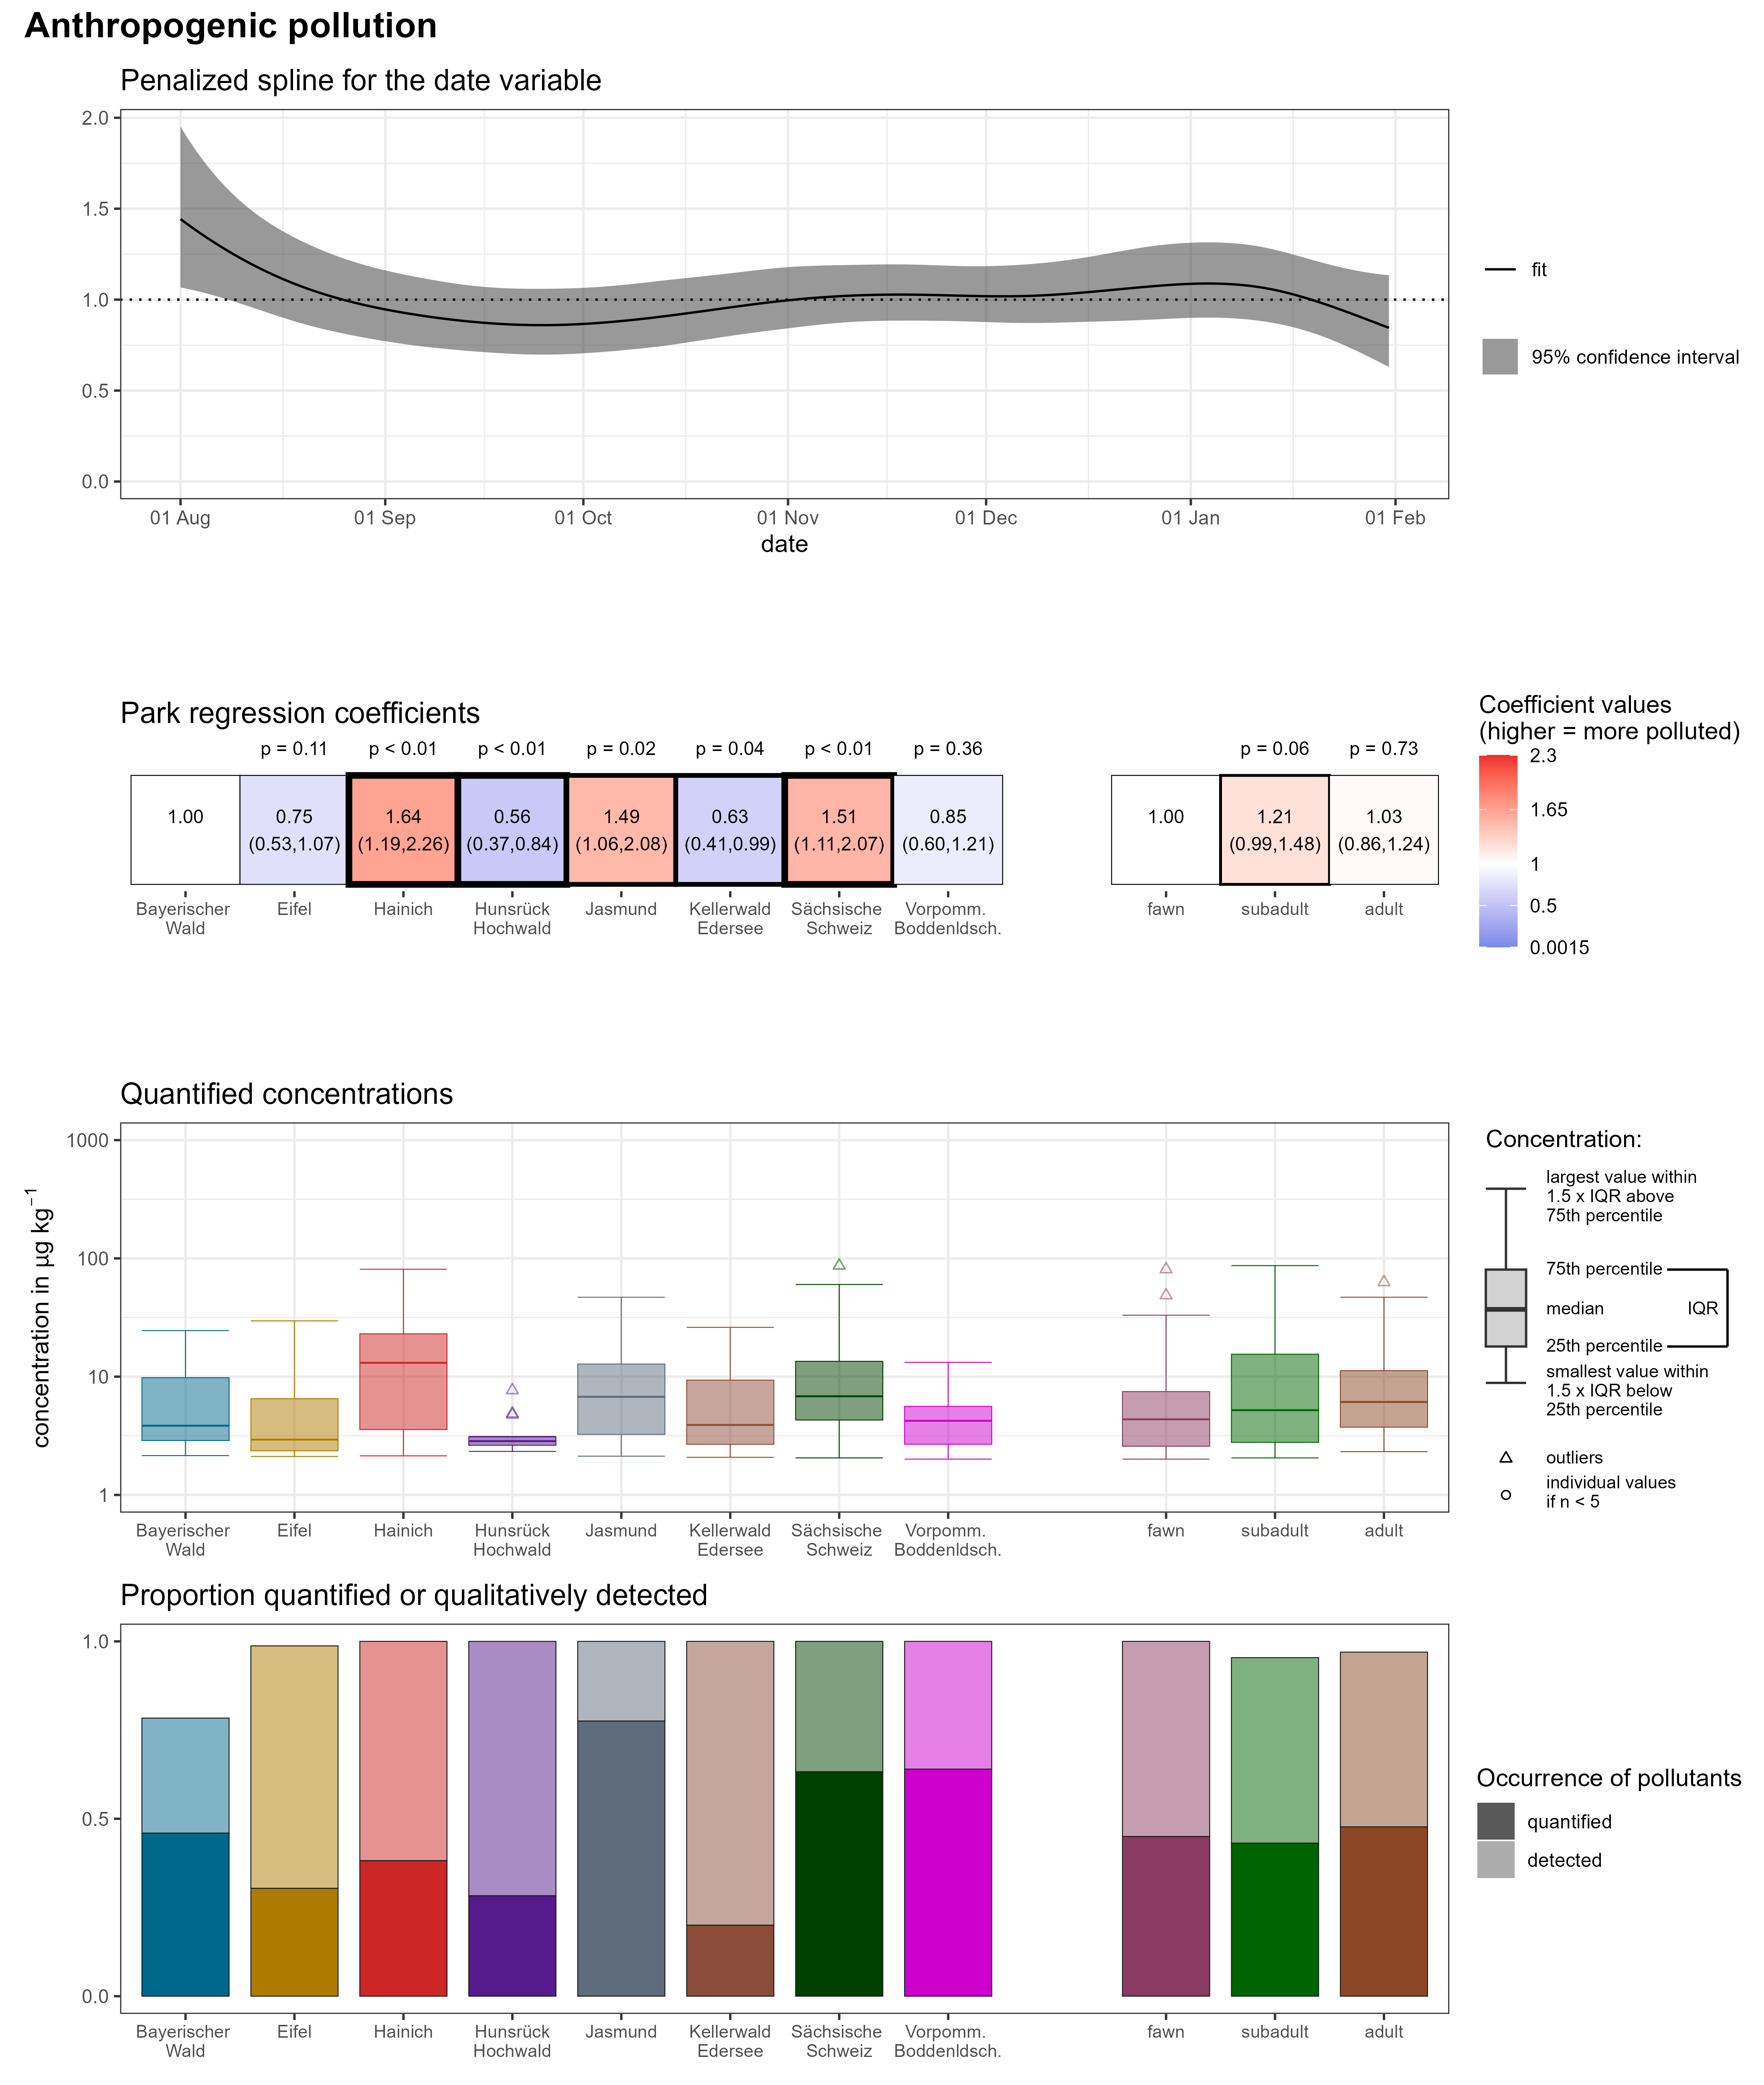 Anthropogenic pollution
Penalized spline for the date variable
2.0
1.5
1.0
0.5
0.0
01 Aug
01 Sep
01 Oct
01 Nov
01 Dec
01 Jan
01 Feb
date
fit
95% confidence interval
Park regression coefficients
p = 0.11
p < 0.01
p < 0.01
p = 0.02
p = 0.04
p < 0.01
p = 0.36
p = 0.06
p = 0.73
1.00
0.75
1.64
0.56
1.49
0.63
1.51
0.85
1.00
1.21
1.03
(0.53,1.07)
(1.19,2.26)
(0.37,0.84)
(1.06,2.08)
(0.41,0.99)
(1.11,2.07)
(0.60,1.21)
(0.99,1.48)
(0.86,1.24)
Bayerischer
Wald
Eifel
Hainich
Hunsrück
Hochwald
Jasmund
Kellerwald
Edersee
Sächsische
Schweiz
Vorpomm.
Boddenldsch.
fawn
subadult
adult
Coefficient values
(higher = more polluted)
2.3
1.65
1
0.5
0.0015
Quantified concentrations
concentration in µg kg⁻¹
1000
100
10
1
Bayerischer
Wald
Eifel
Hainich
Hunsrück
Hochwald
Jasmund
Kellerwald
Edersee
Sächsische
Schweiz
Vorpomm.
Boddenldsch.
fawn
subadult
adult
Concentration:
largest value within
1.5 x IQR above
75th percentile
75th percentile
median
IQR
25th percentile
smallest value within
1.5 x IQR below
25th percentile
outliers
individual values
if n < 5
Proportion quantified or qualitatively detected
1.0
0.5
0.0
Bayerischer
Wald
Eifel
Hainich
Hunsrück
Hochwald
Jasmund
Kellerwald
Edersee
Sächsische
Schweiz
Vorpomm.
Boddenldsch.
fawn
subadult
adult
Occurrence of pollutants
quantified
detected